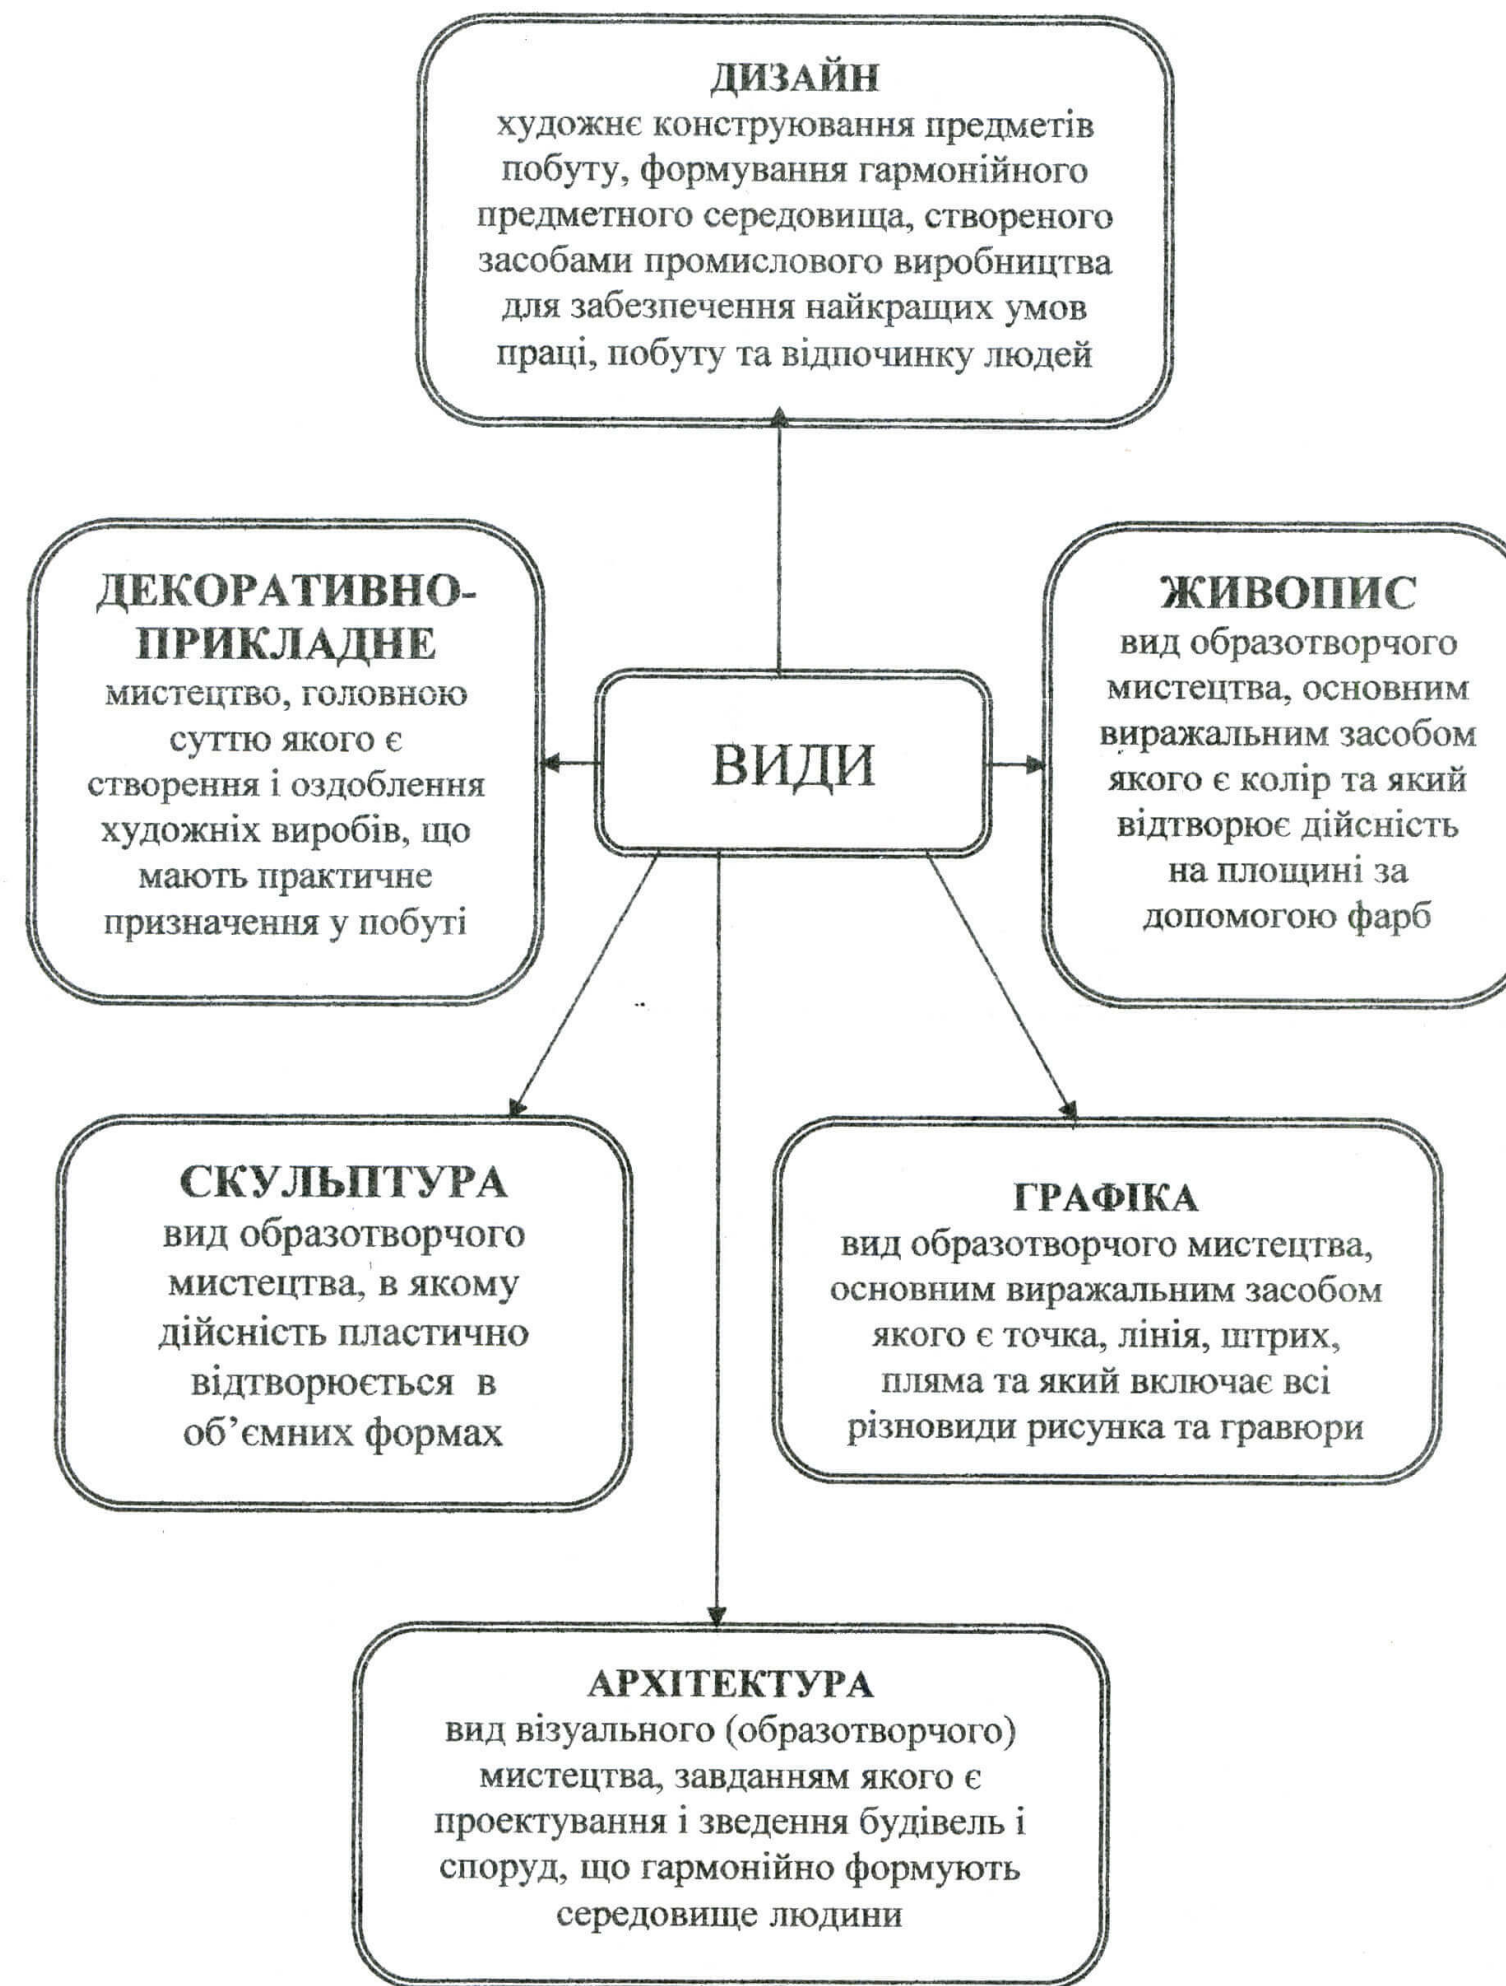 ДИЗАЙН
художнє конструювання предметів
побуту, формування гармонійного
предметного середовища, створеного
засобами промислового виробництва
для забезпечення найкращих умов
праці, побуту та відпочинку людей
ДЕКОРАТИВНО-
ПРИКЛАДНЕ
мистецтво, головною
суттю якого є
створення і оздоблення
художніх виробів, що
мають практичне
призначення у побуті
ВИДИ
ЖИВОПИС
вид образотворчого
мистецтва, основним
виражальним засобом
якого є колір та який
відтворює дійсність
на площині за
допомогою фарб
СКУЛЬПТУРА
вид образотворчого
мистецтва, в якому
дійсність пластично
відтворюється в
об’ємних формах
ГРАФІКА
вид образотворчого мистецтва,
основним виражальним засобом
якого є точка, лінія, штрих,
пляма та який включає всі
різновиди рисунка та гравюри
АРХІТЕКТУРА
вид візуального (образотворчого)
мистецтва, завданням якого є
проектування і зведення будівель і
споруд, що гармонійно формують
середовище людини